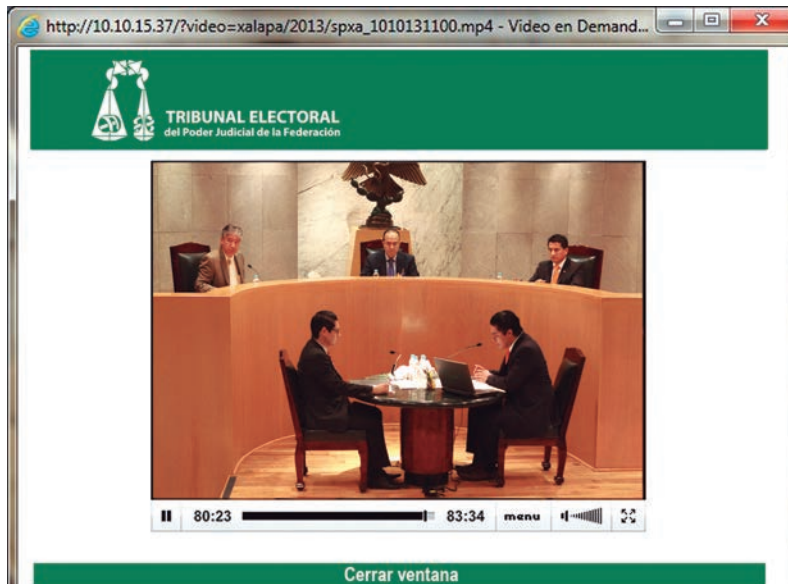 http://10.10.15.37/?video=xalapa/2013/spxa_1010131100.mp4 - Video en Demand...
TRIBUNAL ELECTORAL
del Poder Judicial de la Federación
80:23 83:34 menu
Cerrar ventana